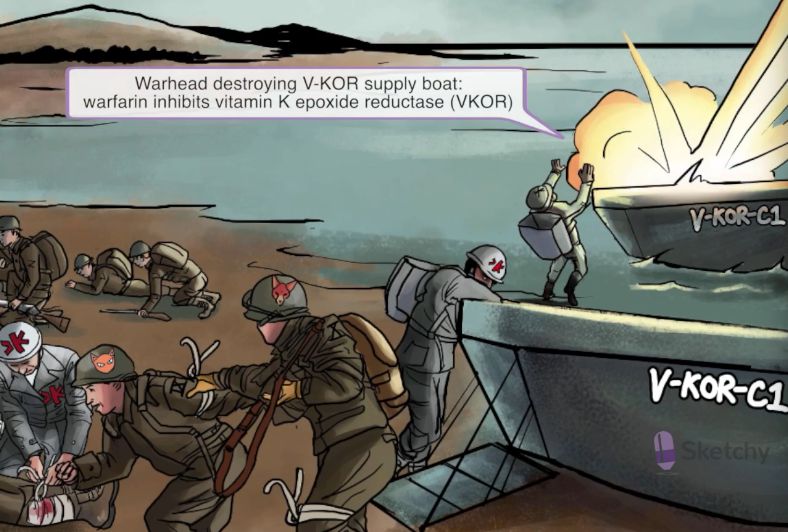 Warhead destroying V-KOR supply boat:
warfarin inhibits vitamin K epoxide reductase (VKOR)
V-KOR-C1
V-KOR-C1
Sketchy
K
K
K